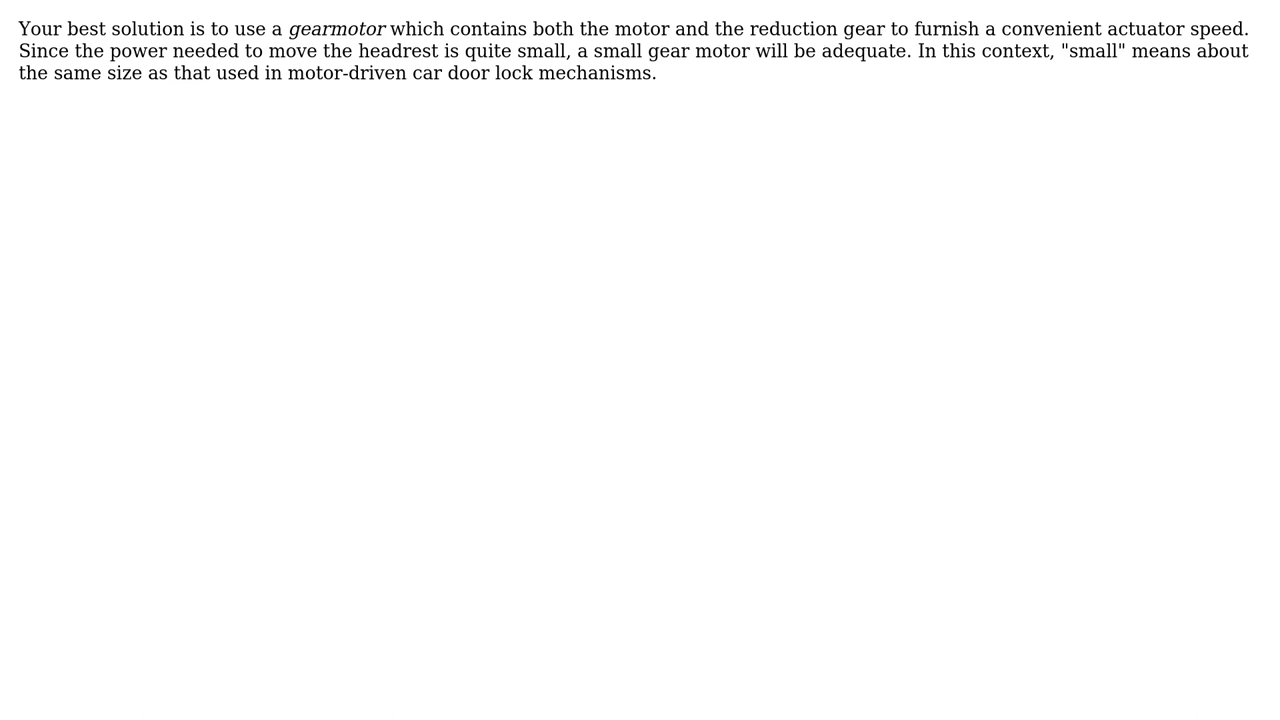 Your best solution is to use a gearmotor which contains both the motor and the reduction gear to furnish a convenient actuator speed.
Since the power needed to move the headrest is quite small, a small gear motor will be adequate. In this context, "small" means about
the same size as that used in motor-driven car door lock mechanisms.